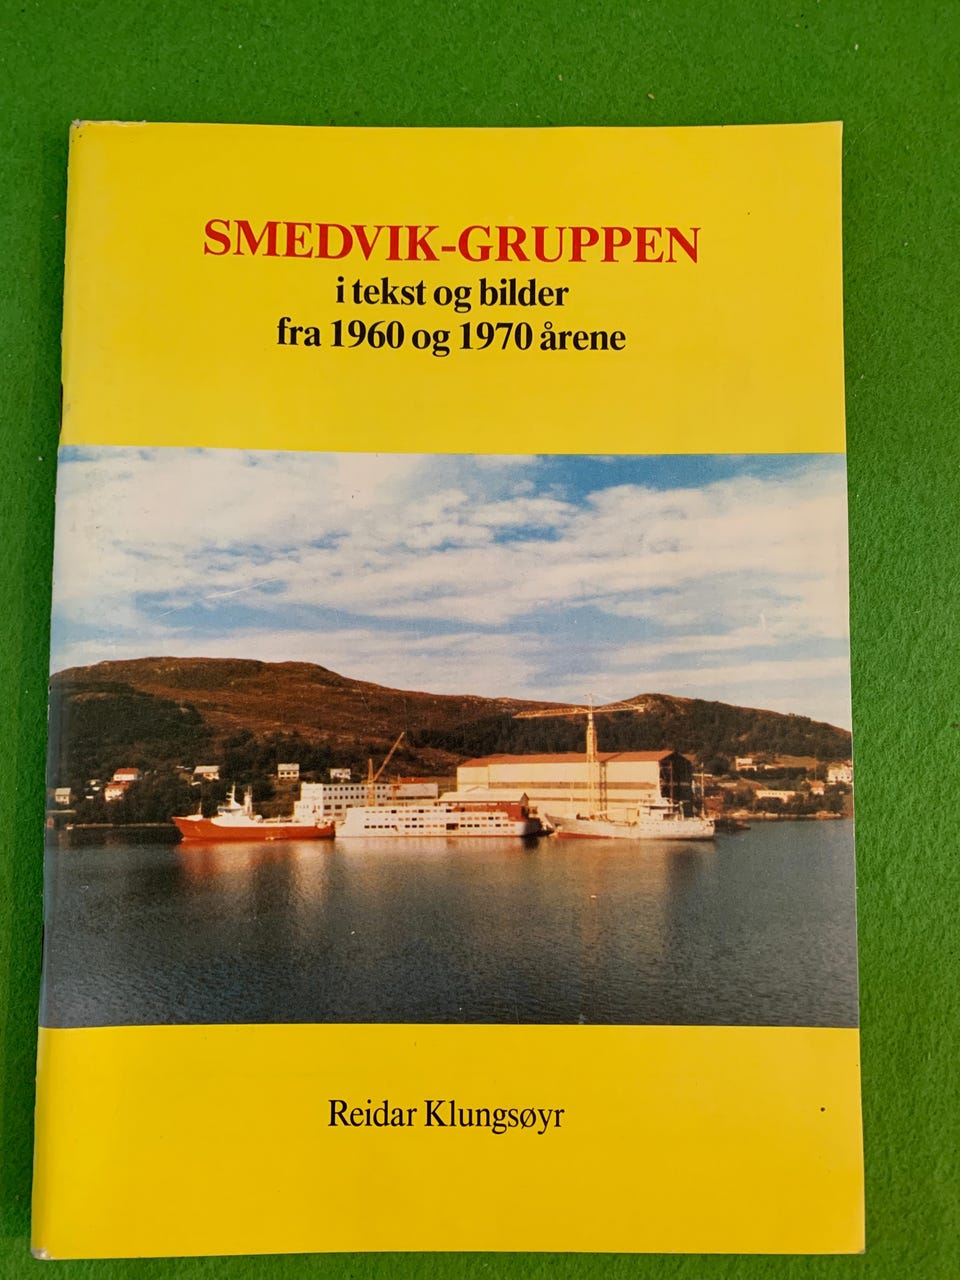 SMEDVIK-GRUPPEN
i tekst og bilder
fra 1960 og 1970 årene
Reidar Klungsøyr